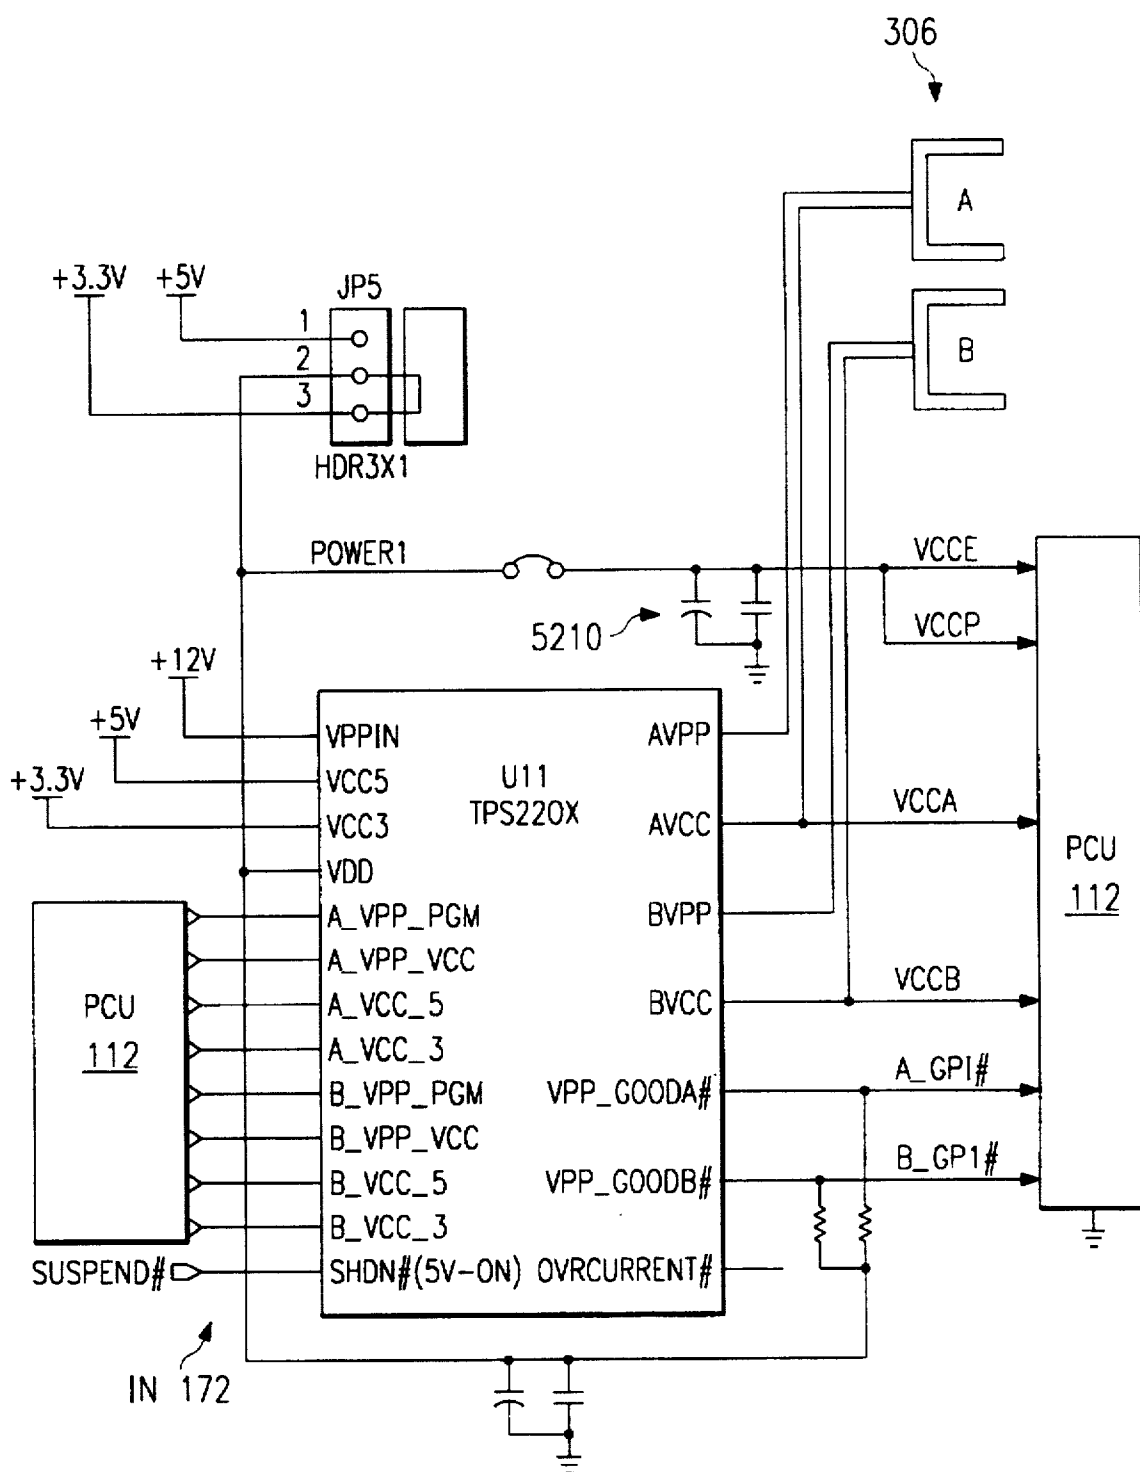 306
A
+3.3V +5V
JP5
1
2
3
B
HDR3X1
POWER1
VCCE
5210
VCCP
+12V
+5V
+3.3V
VPPIN
AVPP
VCC5
U11
TPS220X
VCC3
AVCC
VCCA
VDD
PCU
112
A_VPP_PGM
BVPP
A_VPP_VCC
A_VCC_5
BVCC
VCCB
PCU
112
A_VCC_3
B_VPP_PGM
VPP_GOODA#
A_GPI#
B_VPP_VCC
B_VCC_5
VPP_GOODB#
B_GP1#
B_VCC_3
SUSPEND#
SHDN#(5V-ON) OVRCURRENT#
IN 172